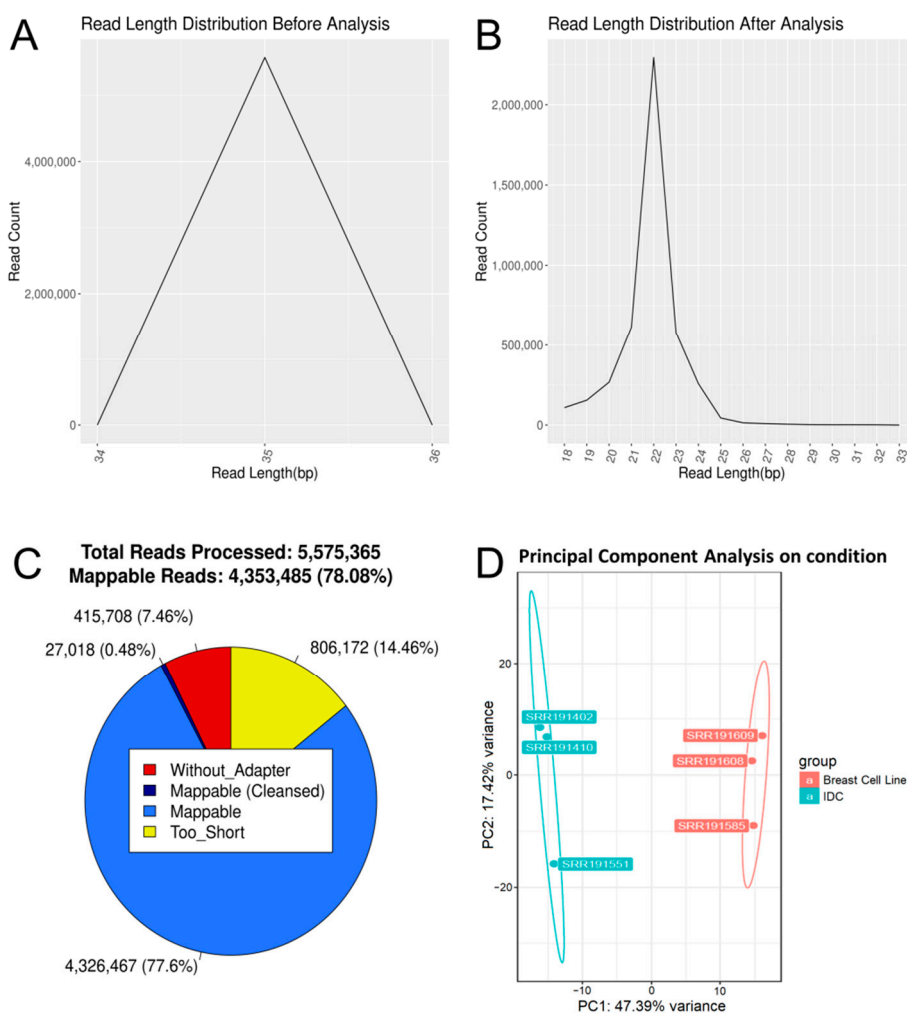 A
Read Length Distribution Before Analysis
4,000,000
2,000,000
0
Read Count
34
35
36
Read Length(bp)
B
Read Length Distribution After Analysis
2,000,000
1,500,000
1,000,000
500,000
0
Read Count
18
19
20
21
22
23
24
25
26
27
28
29
30
31
32
33
Read Length(bp)
C
Total Reads Processed: 5,575,365
Mappable Reads: 4,353,485 (78.08%)
415,708 (7.46%)
27,018 (0.48%)
806,172 (14.46%)
Without_Adapter
Mappable (Cleansed)
Mappable
Too_Short
4,326,467 (77.6%)
D
Principal Component Analysis on condition
20
0
−20
PC2: 17.42% variance
SRR191402
SRR191410
SRR191551
SRR191609
SRR191608
SRR191585
−10
0
10
PC1: 47.39% variance
group
a Breast Cell Line
a IDC